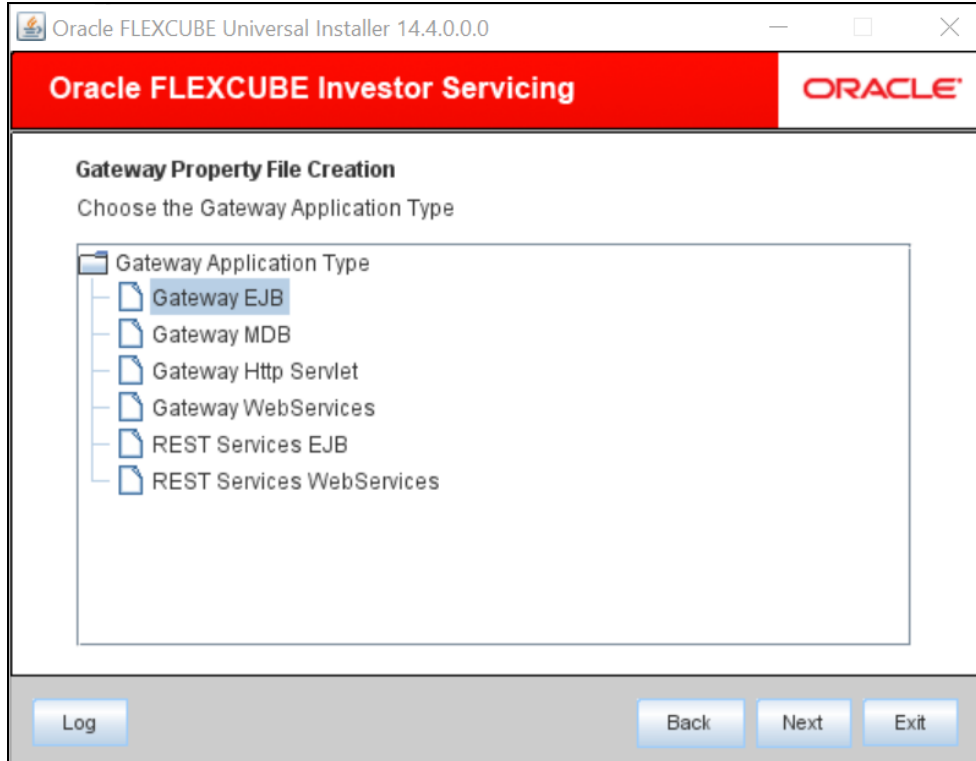 Oracle FLEXCUBE Universal Installer 14.4.0.0.0
Oracle FLEXCUBE Investor Servicing
ORACLE
Gateway Property File Creation
Choose the Gateway Application Type
Gateway Application Type
Gateway EJB
Gateway MDB
Gateway Http Servlet
Gateway WebServices
REST Services EJB
REST Services WebServices
Log
Back
Next
Exit